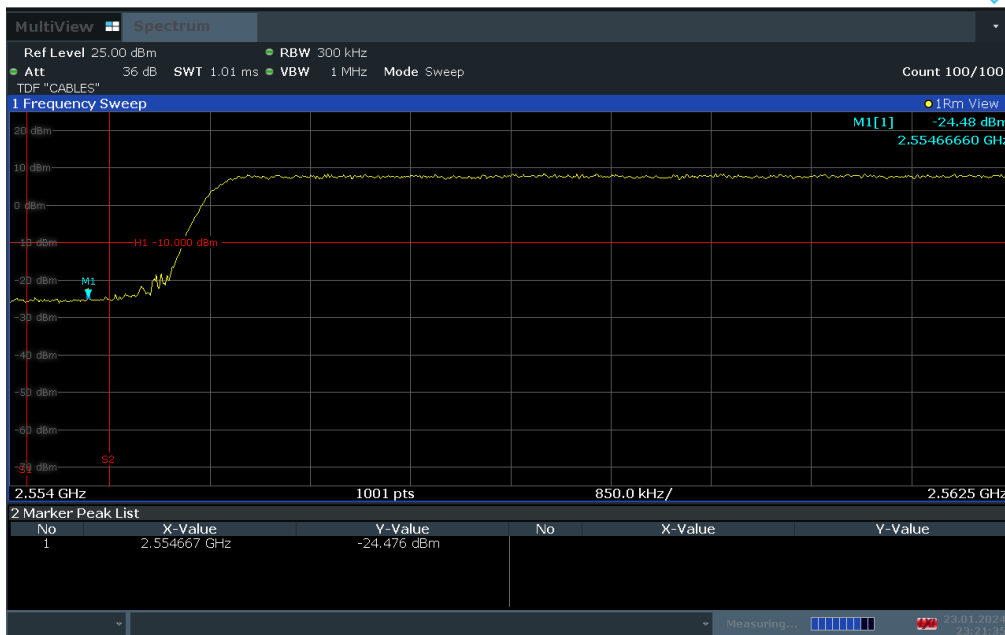 MultiView Spectrum
Ref Level 25.00 dBm RBW 300 kHz
Att 36 dB SWT 1.01 ms VBW 1 MHz Mode Sweep Count 100/100
TDF "CABLES"
1 Frequency Sweep 1Rm View
M1[1] -24.48 dBm
2.55466660 GHz
20 dBm
10 dBm
0 dBm
-10 dBm H1 -10.000 dBm
-20 dBm
M1
-30 dBm
-40 dBm
-50 dBm
-60 dBm
S2
-70 dBm
S1
2.554 GHz 1001 pts 850.0 kHz/ 2.5625 GHz
2 Marker Peak List
No X-Value Y-Value No X-Value Y-Value
1 2.554667 GHz -24.476 dBm
Measuring... 23.01.2024